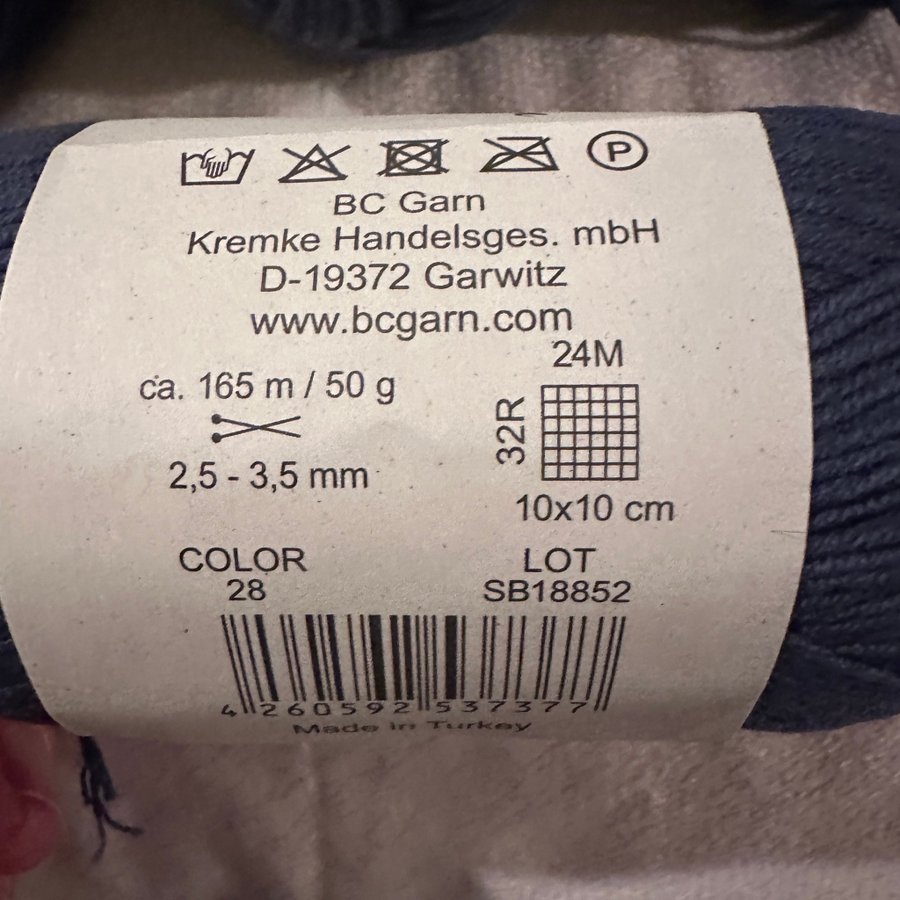 P
BC Garn
Kremke Handelsges. mbH
D-19372 Garwitz
www.bcgarn.com
ca. 165 m / 50 g
2,5 - 3,5 mm
24M
32R
10x10 cm
COLOR
28
LOT
SB18852
4 260592 537377
Made in Turkey